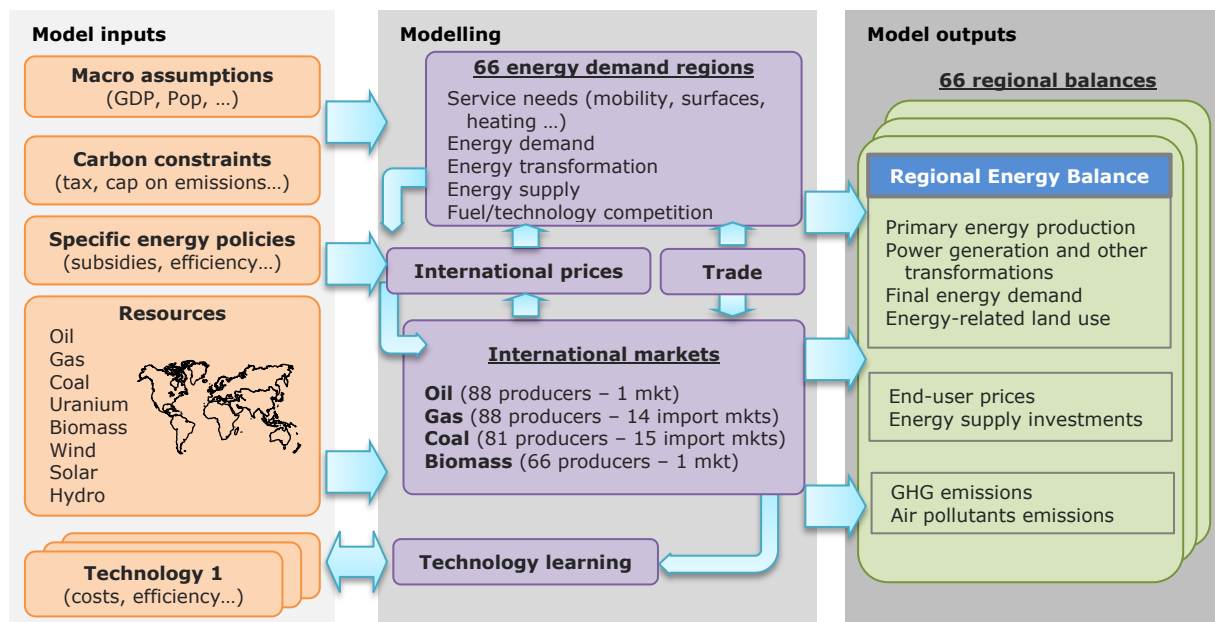 Model inputs
Macro assumptions
(GDP, Pop, …)
Carbon constraints
(tax, cap on emissions…)
Specific energy policies
(subsidies, efficiency…)
Resources
Oil
Gas
Coal
Uranium
Biomass
Wind
Solar
Hydro
Technology 1
(costs, efficiency…)
Modelling
66 energy demand regions
Service needs (mobility, surfaces,
heating …)
Energy demand
Energy transformation
Energy supply
Fuel/technology competition
International prices
Trade
International markets
Oil (88 producers – 1 mkt)
Gas (88 producers – 14 import mkts)
Coal (81 producers – 15 import mkts)
Biomass (66 producers – 1 mkt)
Technology learning
Model outputs
66 regional balances
Regional Energy Balance
Primary energy production
Power generation and other
transformations
Final energy demand
Energy-related land use
End-user prices
Energy supply investments
GHG emissions
Air pollutants emissions